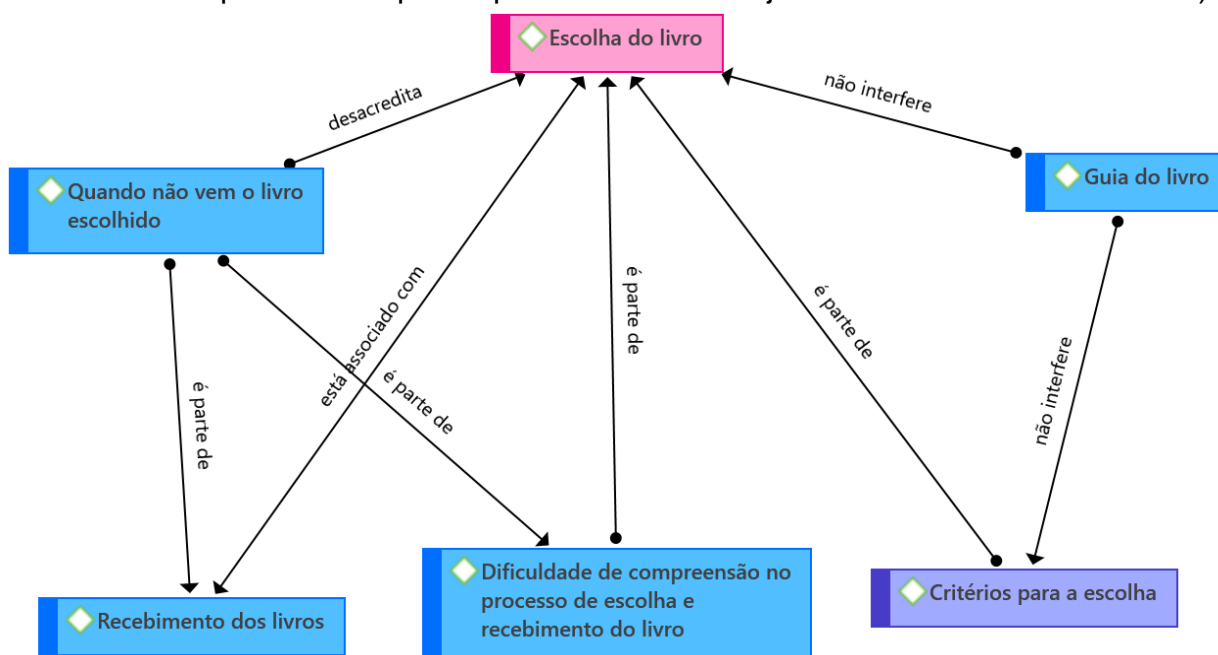 Escolha do livro
desacredita
não interfere
Quando não vem o livro
escolhido
Guia do livro
está associado com
é parte de
é parte de
é parte de
é parte de
não interfere
Recebimento dos livros
Dificuldade de compreensão no
processo de escolha e
recebimento do livro
Critérios para a escolha